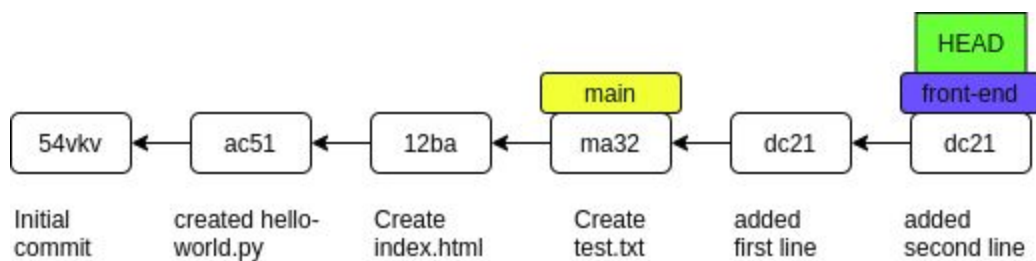 HEAD
main
front-end
54vkv
ac51
12ba
ma32
dc21
dc21
Initial
commit
created hello-
world.py
Create
index.html
Create
test.txt
added
first line
added
second line